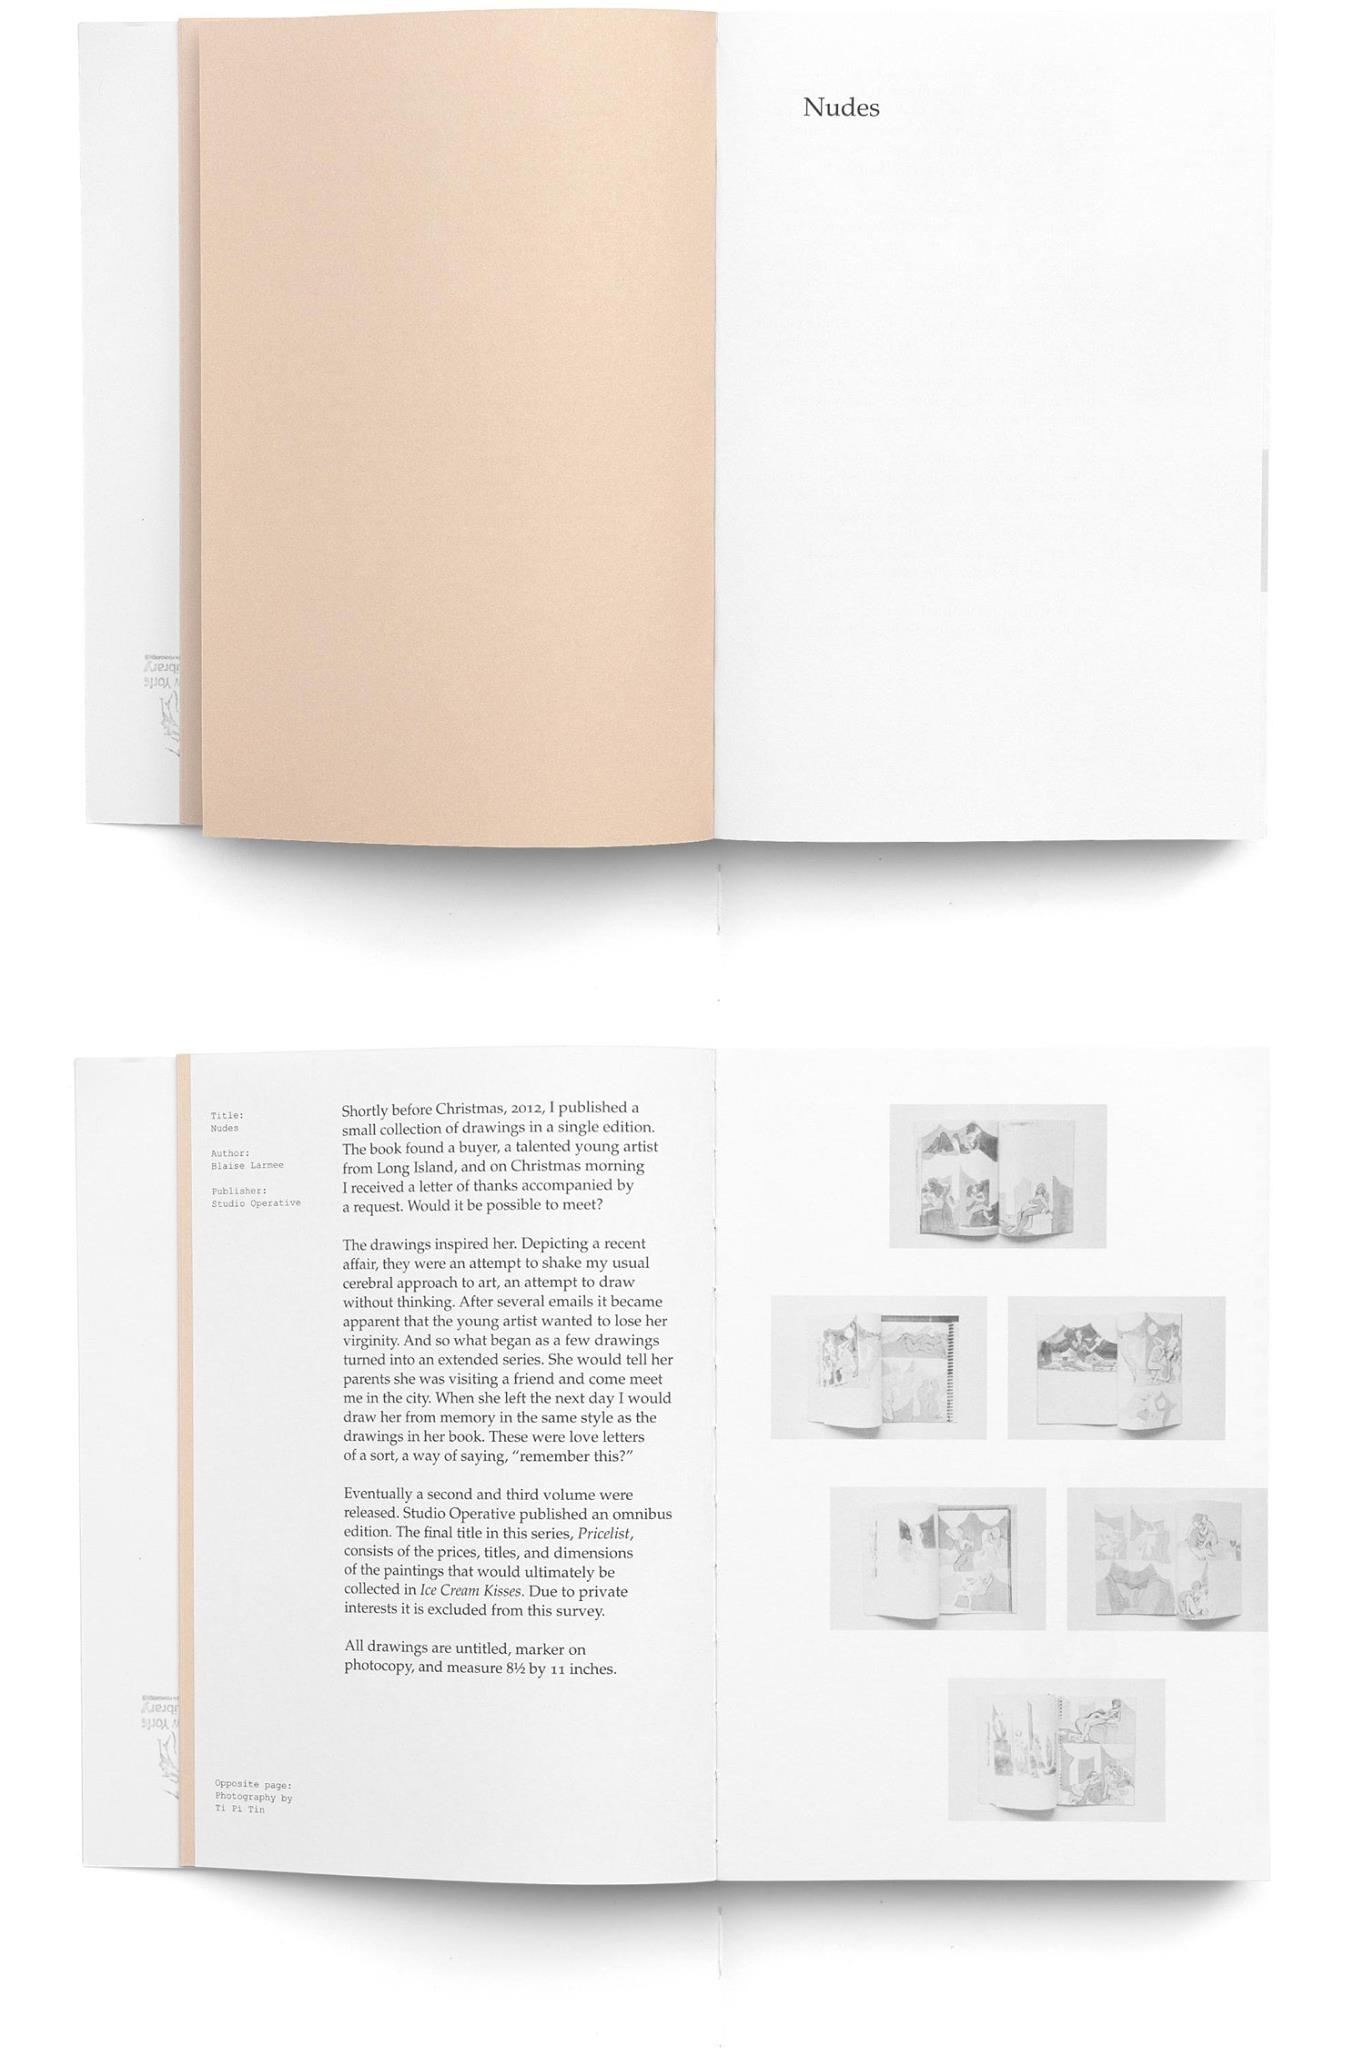 Nudes
Title:
Nudes
Author:
Blaise Larmee
Publisher:
Studio Operative
Shortly before Christmas, 2012, I published a
small collection of drawings in a single edition.
The book found a buyer, a talented young artist
from Long Island, and on Christmas morning
I received a letter of thanks accompanied by
a request. Would it be possible to meet?
The drawings inspired her. Depicting a recent
affair, they were an attempt to shake my usual
cerebral approach to art, an attempt to draw
without thinking. After several emails it became
apparent that the young artist wanted to lose her
virginity. And so what began as a few drawings
turned into an extended series. She would tell her
parents she was visiting a friend and come meet
me in the city. When she left the next day I would
draw her from memory in the same style as the
drawings in her book. These were love letters
of a sort, a way of saying, “remember this?”
Eventually a second and third volume were
released. Studio Operative published an omnibus
edition. The final title in this series, Pricelist,
consists of the prices, titles, and dimensions
of the paintings that would ultimately be
collected in Ice Cream Kisses. Due to private
interests it is excluded from this survey.
All drawings are untitled, marker on
photocopy, and measure 8½ by 11 inches.
Opposite page:
Photography by
Ti Pi Tin